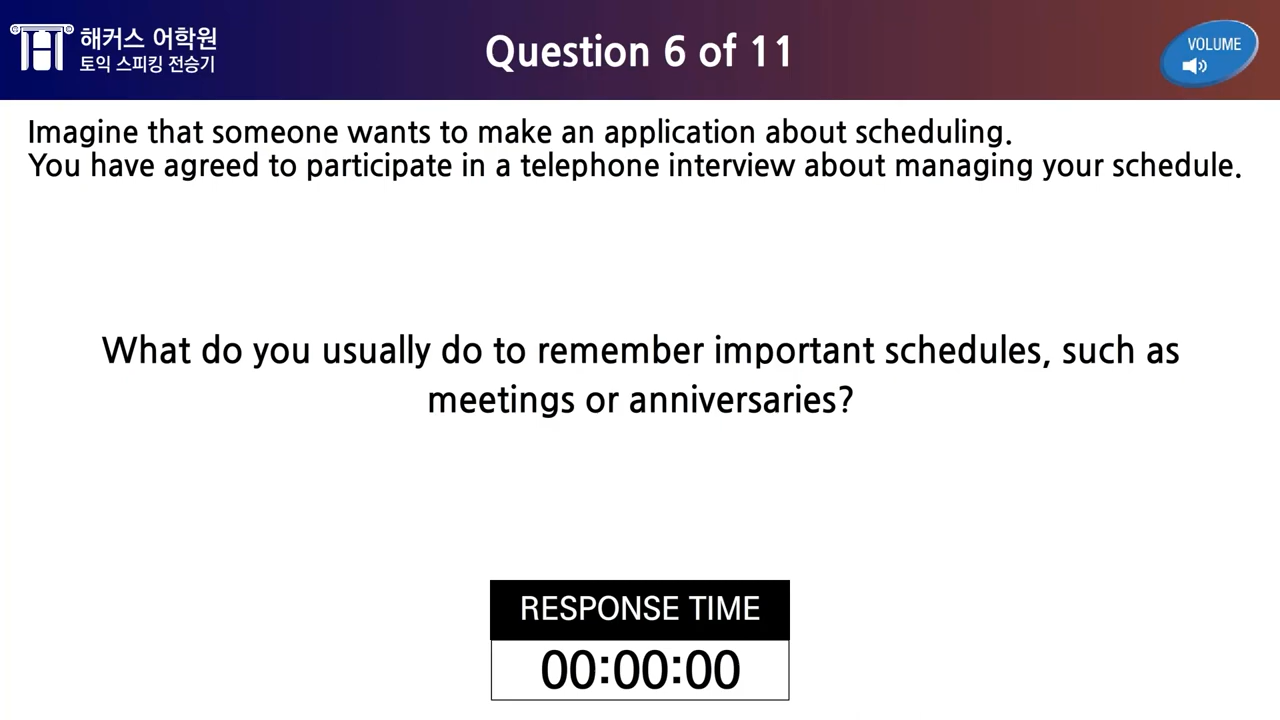 해커스 어학원
토익 스피킹 전승기
Question 6 of 11
VOLUME
Imagine that someone wants to make an application about scheduling.
You have agreed to participate in a telephone interview about managing your schedule.
What do you usually do to remember important schedules, such as
meetings or anniversaries?
RESPONSE TIME
00:00:00